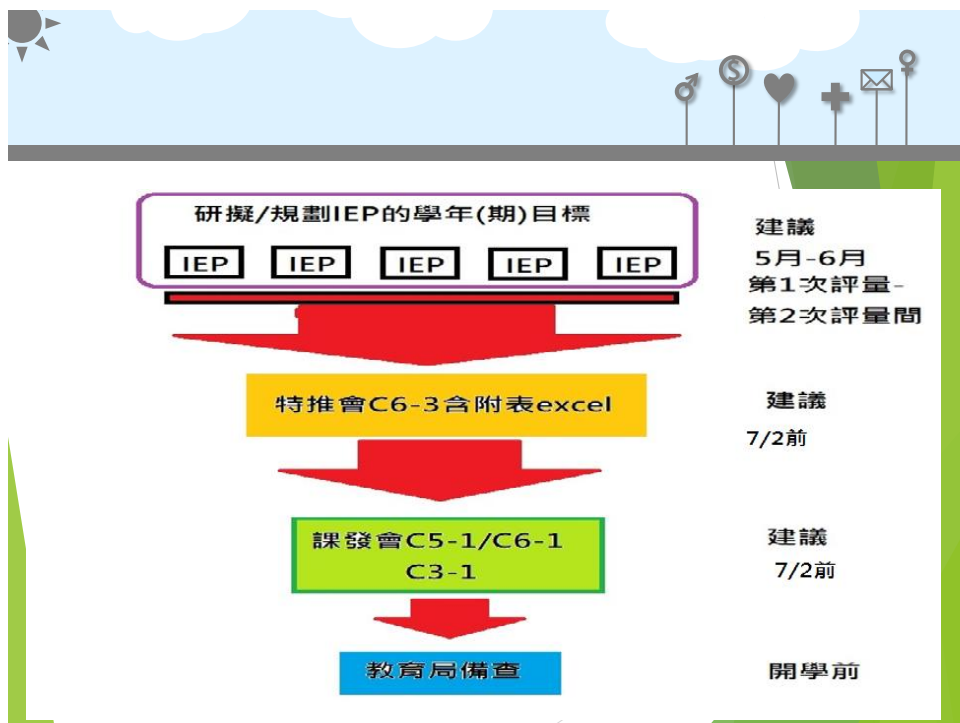 研擬/規劃IEP的學年(期)目標
IEP IEP IEP IEP IEP
建議
5月-6月
第1次評量-
第2次評量間
特推會C6-3含附表excel
建議
7/2前
課發會C5-1/C6-1
C3-1
建議
7/2前
教育局備查
開學前